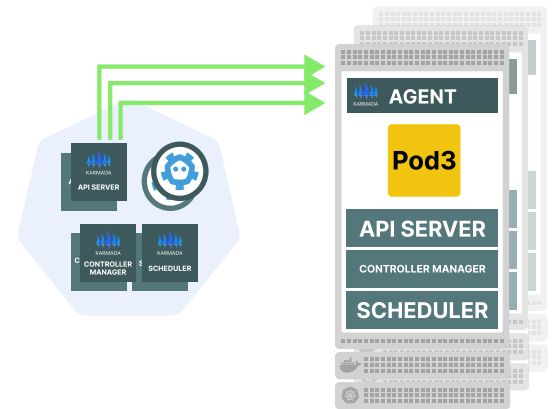 KARMADA
AGENT
Pod3
API SERVER
CONTROLLER MANAGER
SCHEDULER
KARMADA
API SERVER
KARMADA
CONTROLLER
MANAGER
KARMADA
SCHEDULER